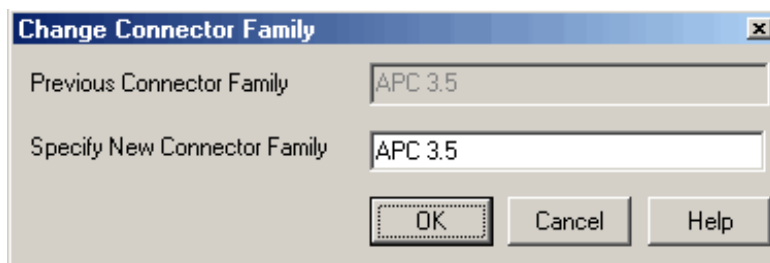 Change Connector Family
Previous Connector Family APC 3.5
Specify New Connector Family APC 3.5
OK Cancel Help